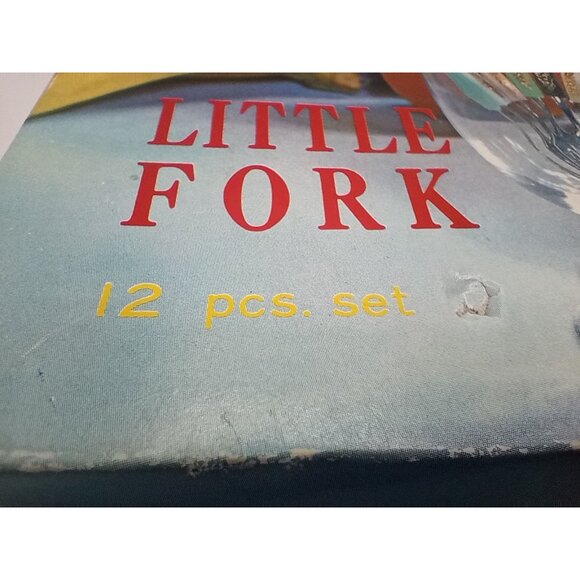 LITTLE
FORK
12 pcs. set